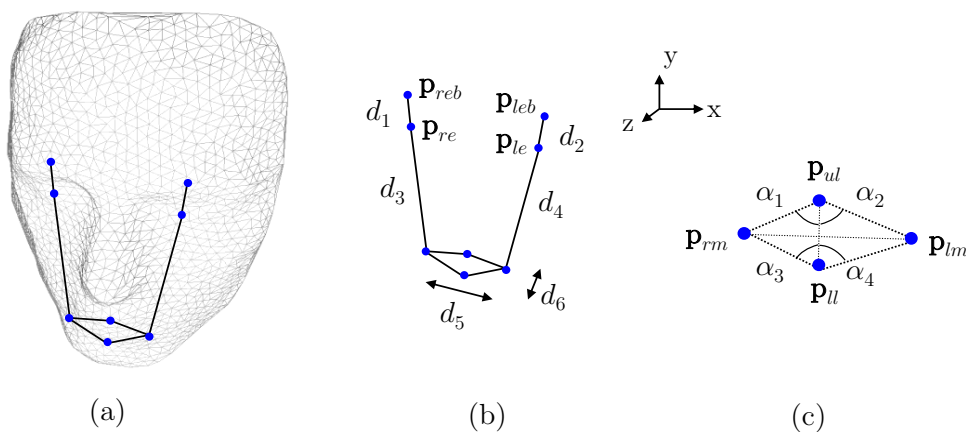 y
x
z
p_reb
d_1
p_re
p_leb
p_le
d_2
d_3
d_4
d_5
d_6
p_ul
α_1
α_2
p_rm
p_lm
α_3
α_4
p_ll
(a)
(b)
(c)